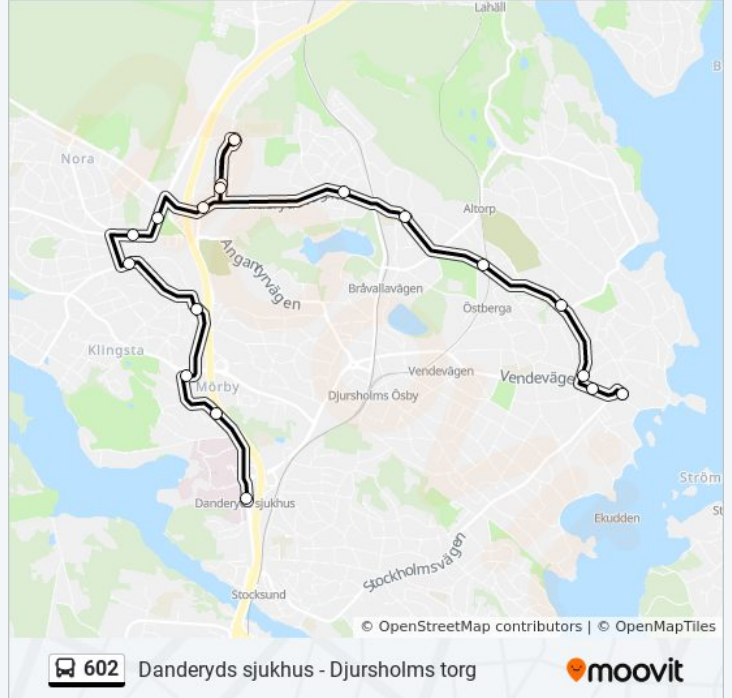 Lahäll
Nora
Altorp
Angantyrvägen
Bråvallavägen
Östberga
Klingsta
Mörby
Vendevägen
Djursholms Ösby
Danderyds sjukhus
Ström
Ekudden
Stockholmsvägen
Stocksund
© OpenStreetMap contributors | © OpenMapTiles
602 Danderyds sjukhus - Djursholms torg
moovit